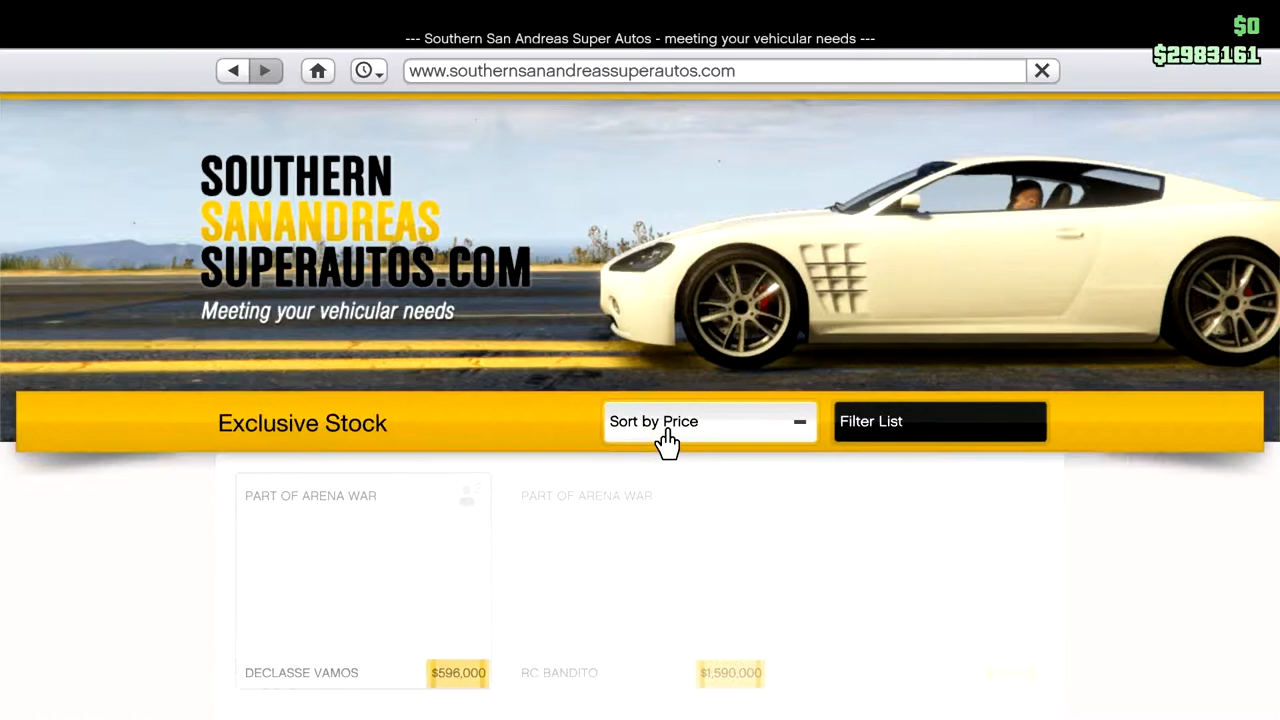 $0
--- Southern San Andreas Super Autos - meeting your vehicular needs ---
$2983161
www.southernsanandreassuperautos.com
SOUTHERN
SANANDREAS
SUPERAUTOS.COM
Meeting your vehicular needs
Exclusive Stock
Sort by Price
Filter List
PART OF ARENA WAR
PART OF ARENA WAR
DECLASSE VAMOS
$596,000
RC BANDITO
$1,590,000